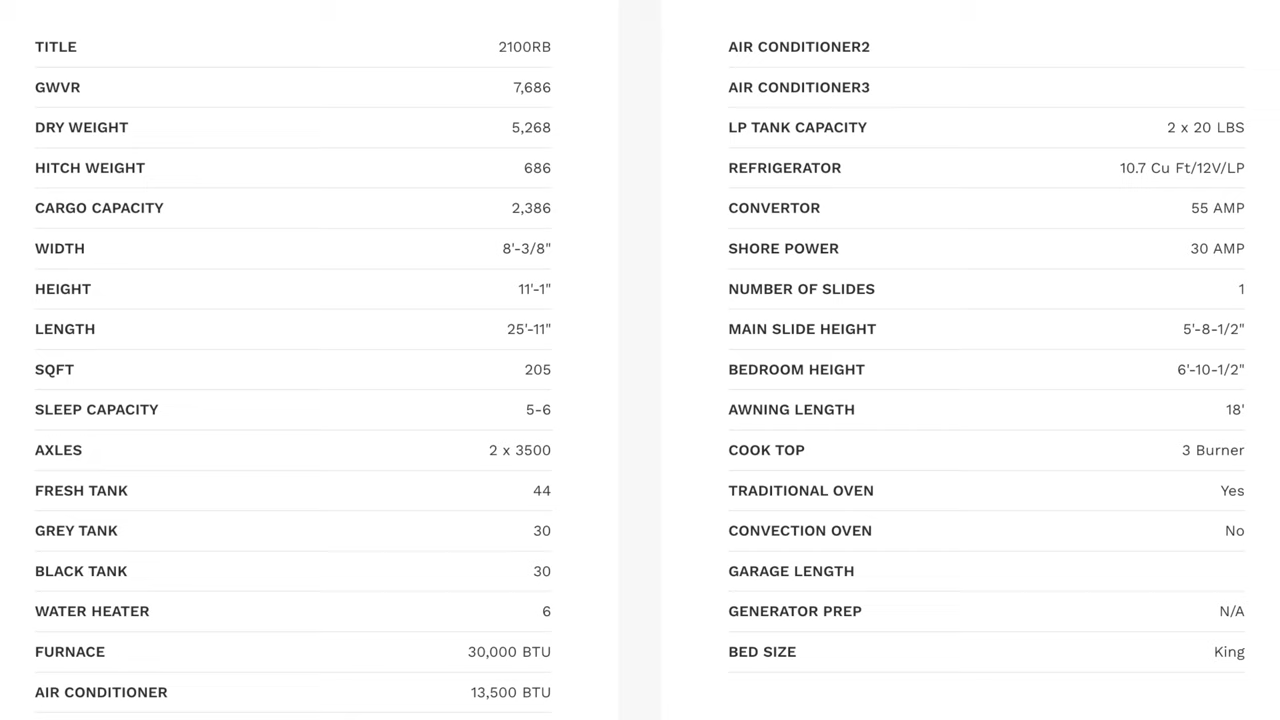 TITLE 2100RB
GWVR 7,686
DRY WEIGHT 5,268
HITCH WEIGHT 686
CARGO CAPACITY 2,386
WIDTH 8'-3/8"
HEIGHT 11'-1"
LENGTH 25'-11"
SQFT 205
SLEEP CAPACITY 5-6
AXLES 2 x 3500
FRESH TANK 44
GREY TANK 30
BLACK TANK 30
WATER HEATER 6
FURNACE 30,000 BTU
AIR CONDITIONER 13,500 BTU
AIR CONDITIONER2
AIR CONDITIONER3
LP TANK CAPACITY 2 x 20 LBS
REFRIGERATOR 10.7 Cu Ft/12V/LP
CONVERTOR 55 AMP
SHORE POWER 30 AMP
NUMBER OF SLIDES 1
MAIN SLIDE HEIGHT 5'-8-1/2"
BEDROOM HEIGHT 6'-10-1/2"
AWNING LENGTH 18'
COOK TOP 3 Burner
TRADITIONAL OVEN Yes
CONVECTION OVEN No
GARAGE LENGTH
GENERATOR PREP N/A
BED SIZE King